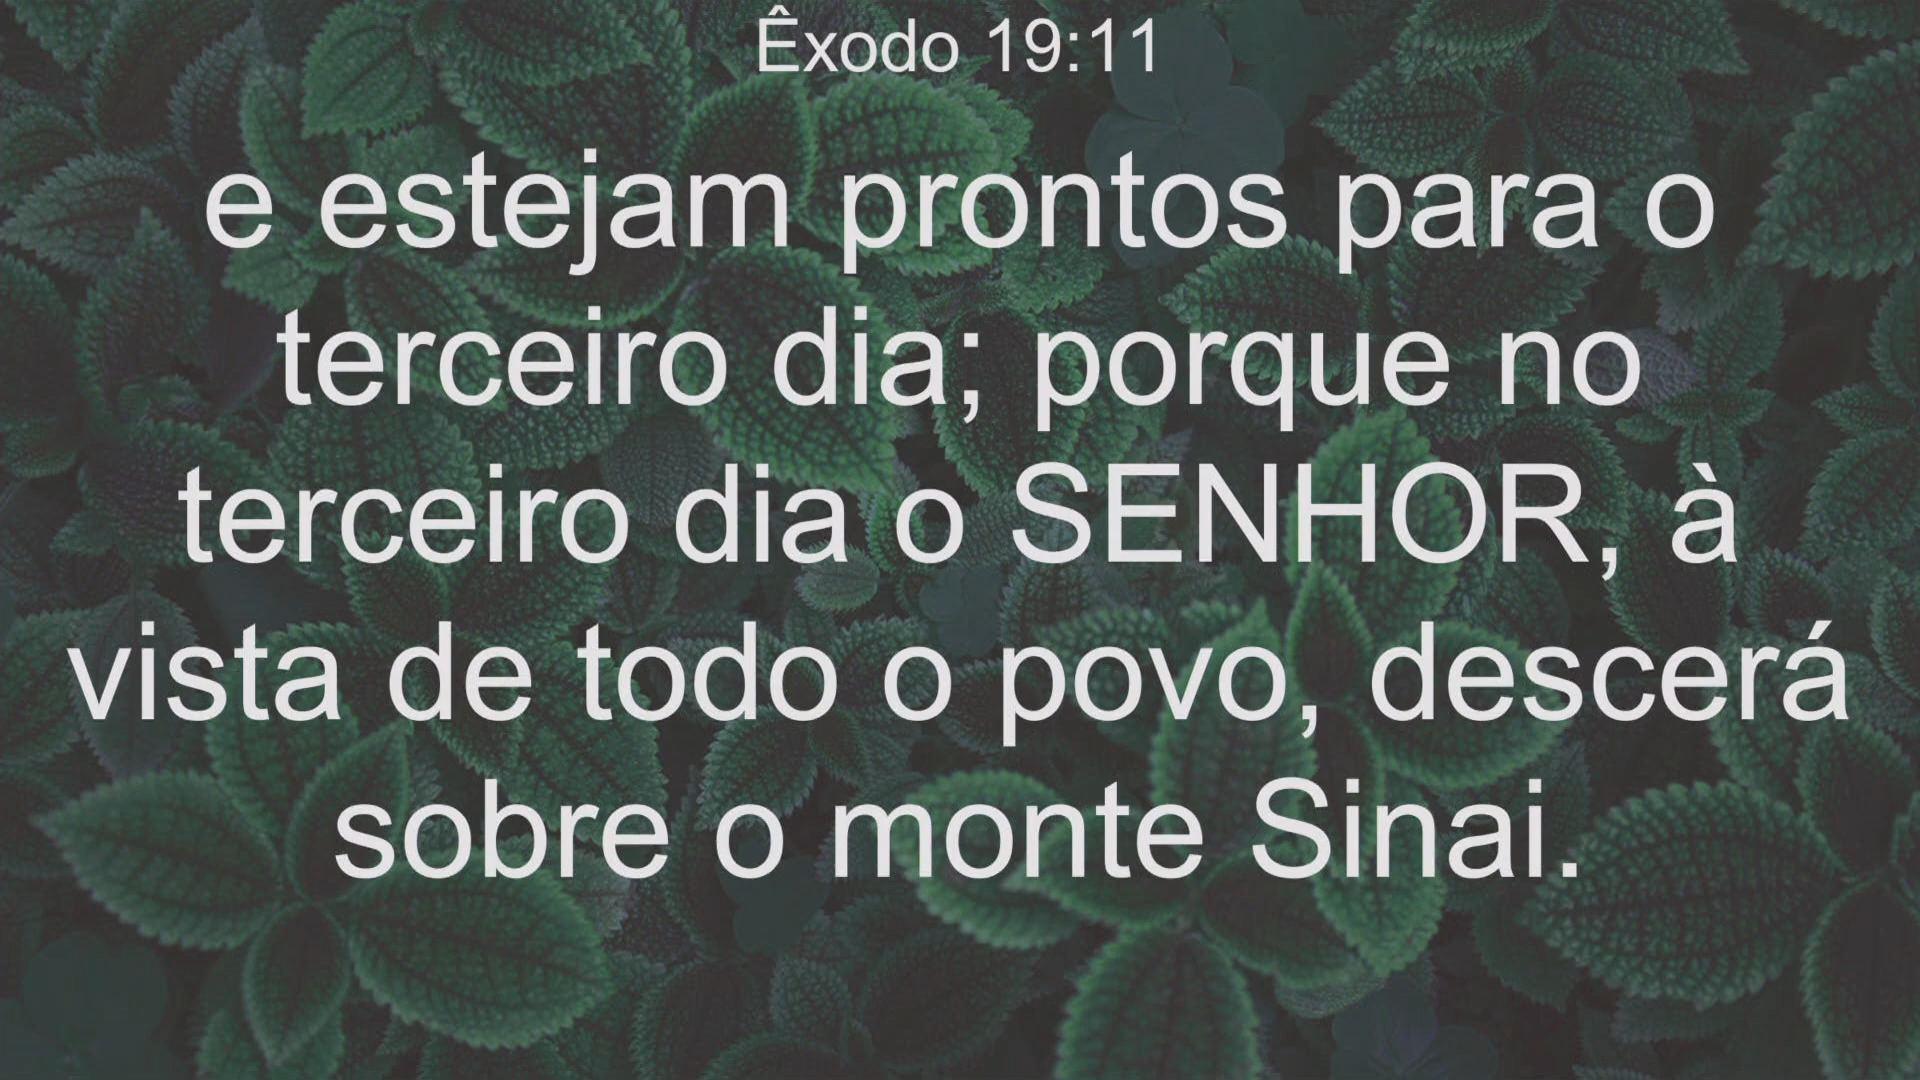 Êxodo 19:11
e estejam prontos para o
terceiro dia; porque no
terceiro dia o SENHOR, à
vista de todo o povo, descerá
sobre o monte Sinai.